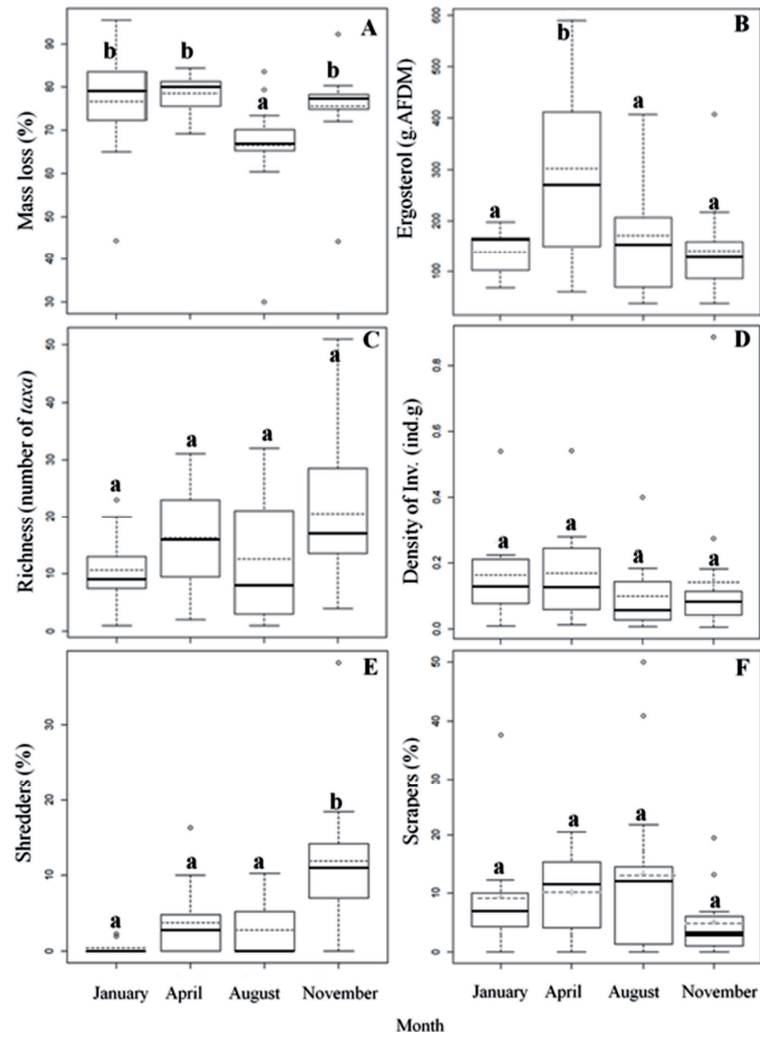 A
Mass loss (%)
90
80
70
60
50
40
30
b
b
a
b
B
Ergosterol (g.AFDM)
600
500
400
300
200
100
a
b
a
a
C
Richness (number of taxa)
50
40
30
20
10
0
a
a
a
a
D
Density of Inv. (ind.g)
0.8
0.6
0.4
0.2
0.0
a
a
a
a
E
Shredders (%)
30
20
10
0
a
a
a
b
F
Scrapers (%)
50
40
30
20
10
0
a
a
a
a
January April August November
January April August November
Month